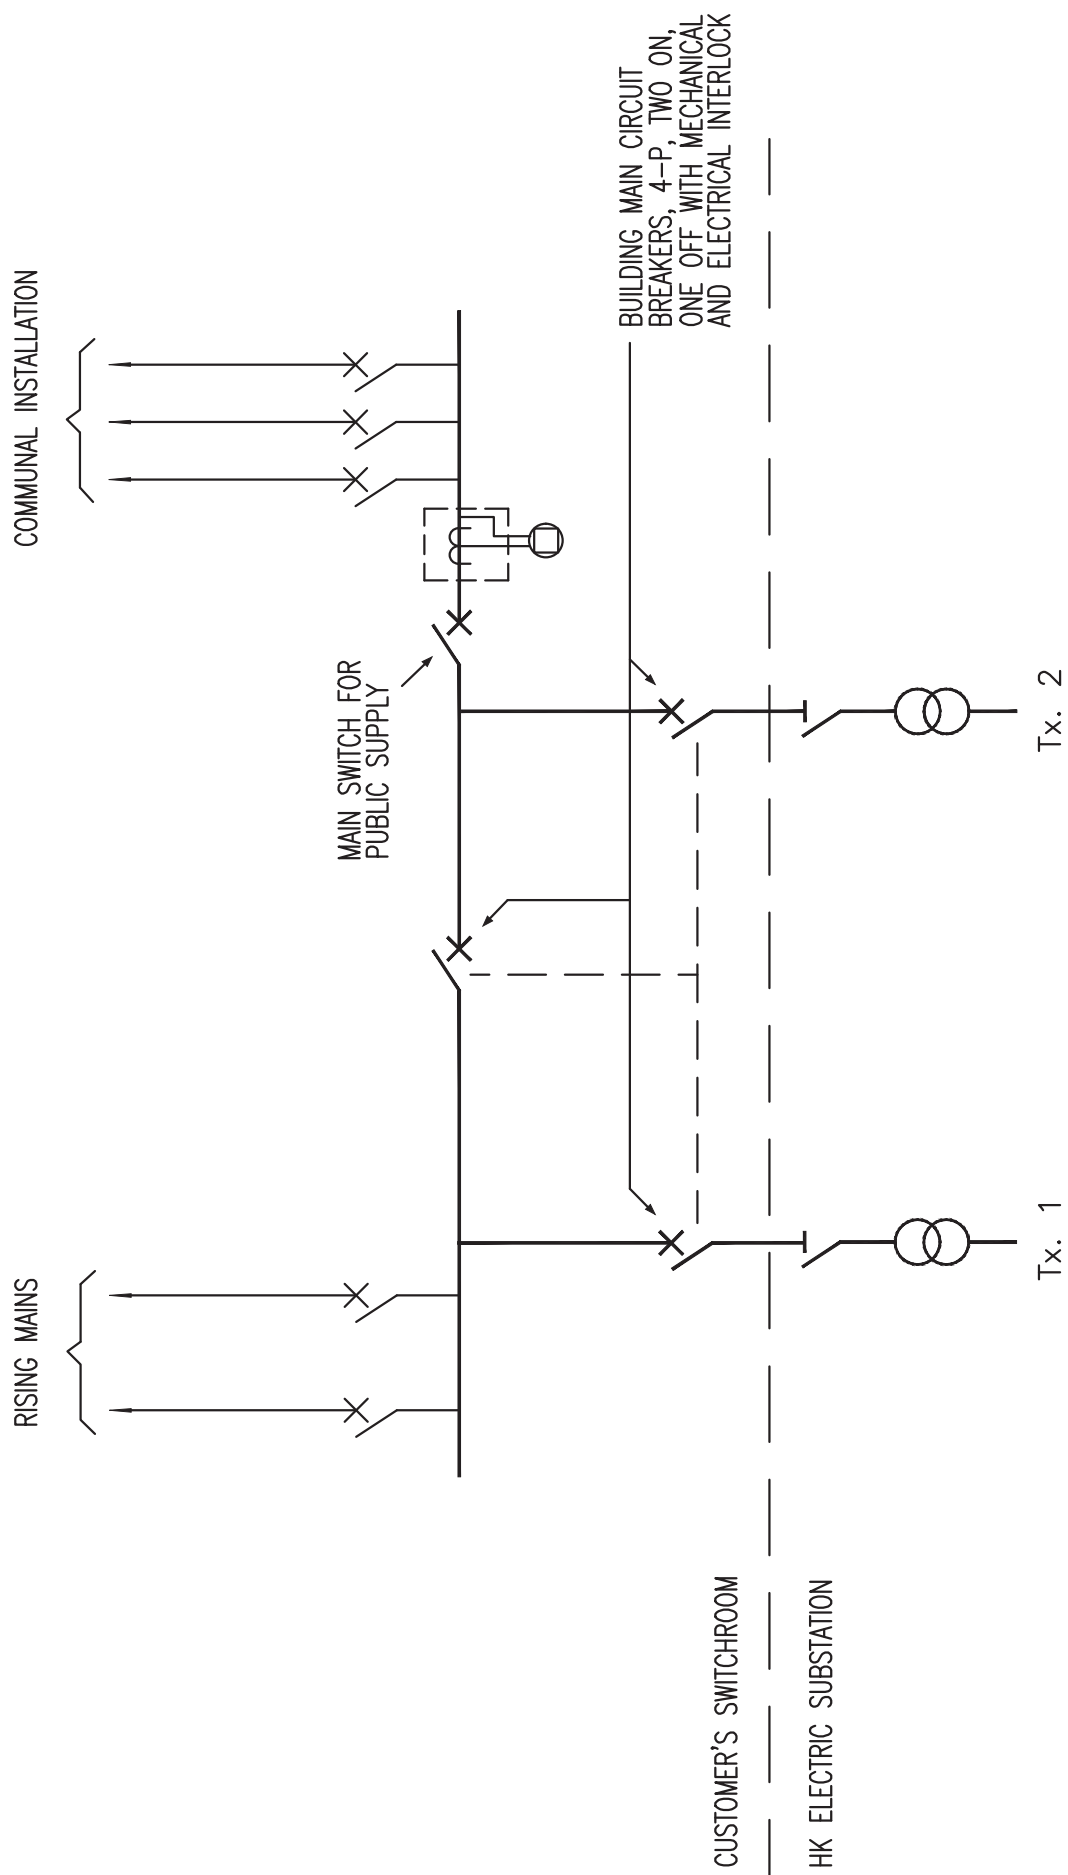 RISING MAINS
COMMUNAL INSTALLATION
MAIN SWITCH FOR
PUBLIC SUPPLY
BUILDING MAIN CIRCUIT
BREAKERS, 4-P, TWO ON,
ONE OFF WITH MECHANICAL
AND ELECTRICAL INTERLOCK
CUSTOMER'S SWITCHROOM
HK ELECTRIC SUBSTATION
Tx. 1
Tx. 2